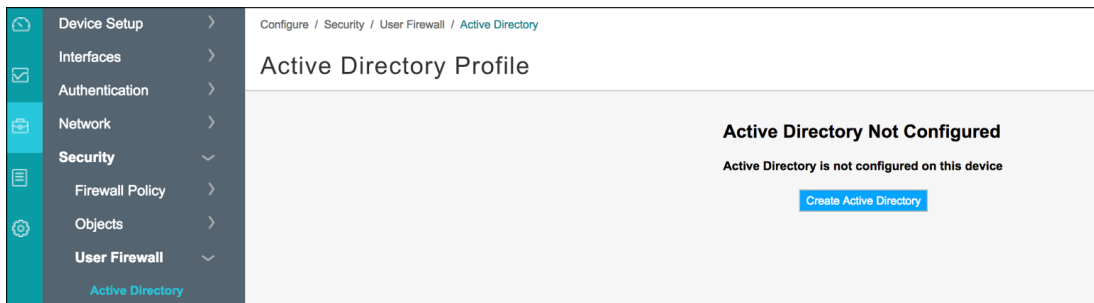 Device Setup
Interfaces
Authentication
Network
Security
Firewall Policy
Objects
User Firewall
Active Directory
Configure / Security / User Firewall / Active Directory
Active Directory Profile
Active Directory Not Configured
Active Directory is not configured on this device
Create Active Directory